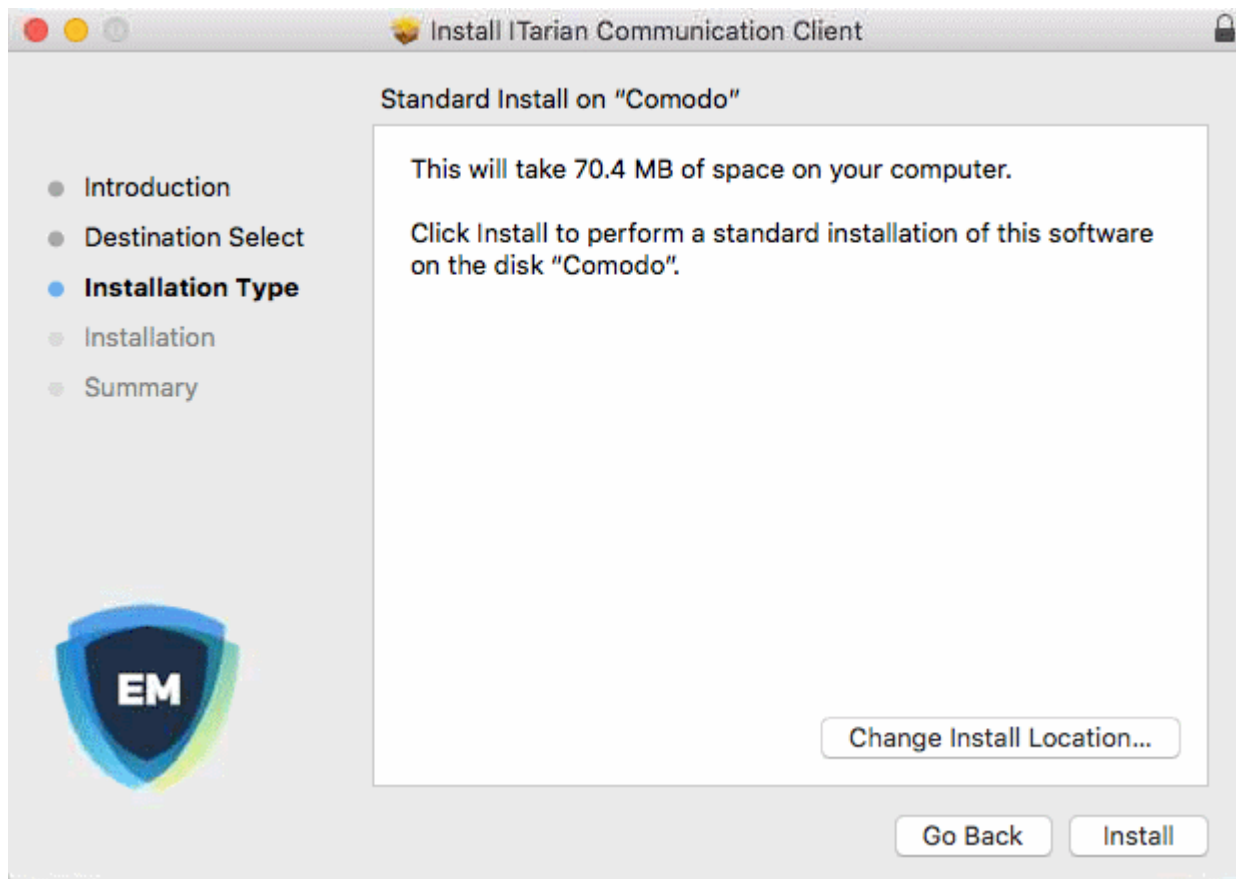 Install ITarian Communication Client
Standard Install on "Comodo"
Introduction
Destination Select
Installation Type
Installation
Summary
This will take 70.4 MB of space on your computer.
Click Install to perform a standard installation of this software
on the disk "Comodo".
EM
Change Install Location...
Go Back
Install